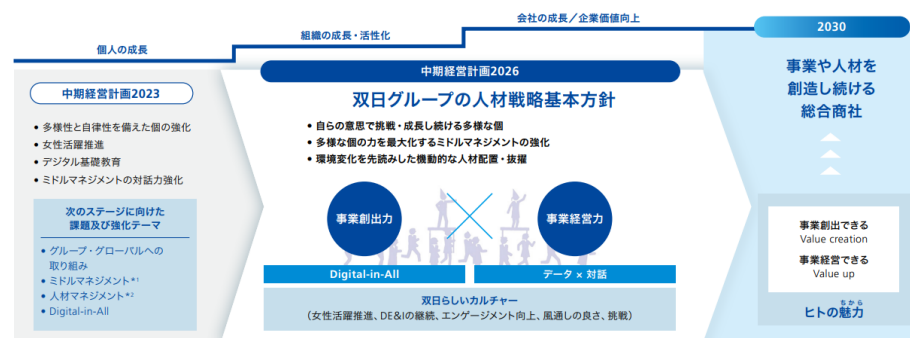 個人の成長
組織の成長・活性化
会社の成長／企業価値向上
2030
中期経営計画2023
• 多様性と自律性を備えた個の強化
• 女性活躍推進
• デジタル基礎教育
• ミドルマネジメントの対話力強化
次のステージに向けた
課題及び強化テーマ
• グループ・グローバルへの
取り組み
• ミドルマネジメント*1
• 人材マネジメント*2
• Digital-in-All
中期経営計画2026
双日グループの人材戦略基本方針
• 自らの意思で挑戦・成長し続ける多様な個
• 多様な個の力を最大化するミドルマネジメントの強化
• 環境変化を先読みした機動的な人材配置・抜擢
事業創出力
事業経営力
Digital-in-All
データ × 対話
双日らしいカルチャー
（女性活躍推進、DE&Iの継続、エンゲージメント向上、風通しの良さ、挑戦）
事業や人材を
創造し続ける
総合商社
事業創出できる
Value creation
事業経営できる
Value up
ちから
ヒトの魅力